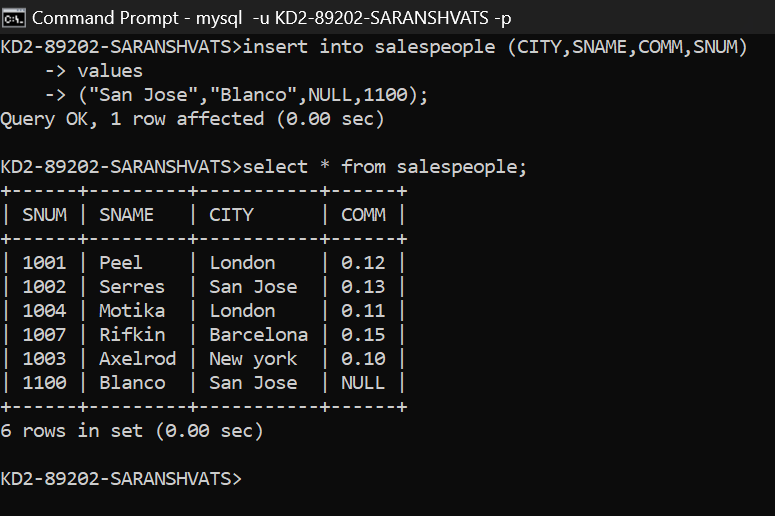 Command Prompt - mysql  -u KD2-89202-SARANSHVATS -p
KD2-89202-SARANSHVATS>insert into salespeople (CITY,SNAME,COMM,SNUM)
    -> values
    -> ("San Jose","Blanco",NULL,1100);
Query OK, 1 row affected (0.00 sec)

KD2-89202-SARANSHVATS>select * from salespeople;
+------+---------+-----------+------+
| SNUM | SNAME   | CITY      | COMM |
+------+---------+-----------+------+
| 1001 | Peel    | London    | 0.12 |
| 1002 | Serres  | San Jose  | 0.13 |
| 1004 | Motika  | London    | 0.11 |
| 1007 | Rifkin  | Barcelona | 0.15 |
| 1003 | Axelrod | New york  | 0.10 |
| 1100 | Blanco  | San Jose  | NULL |
+------+---------+-----------+------+
6 rows in set (0.00 sec)

KD2-89202-SARANSHVATS>